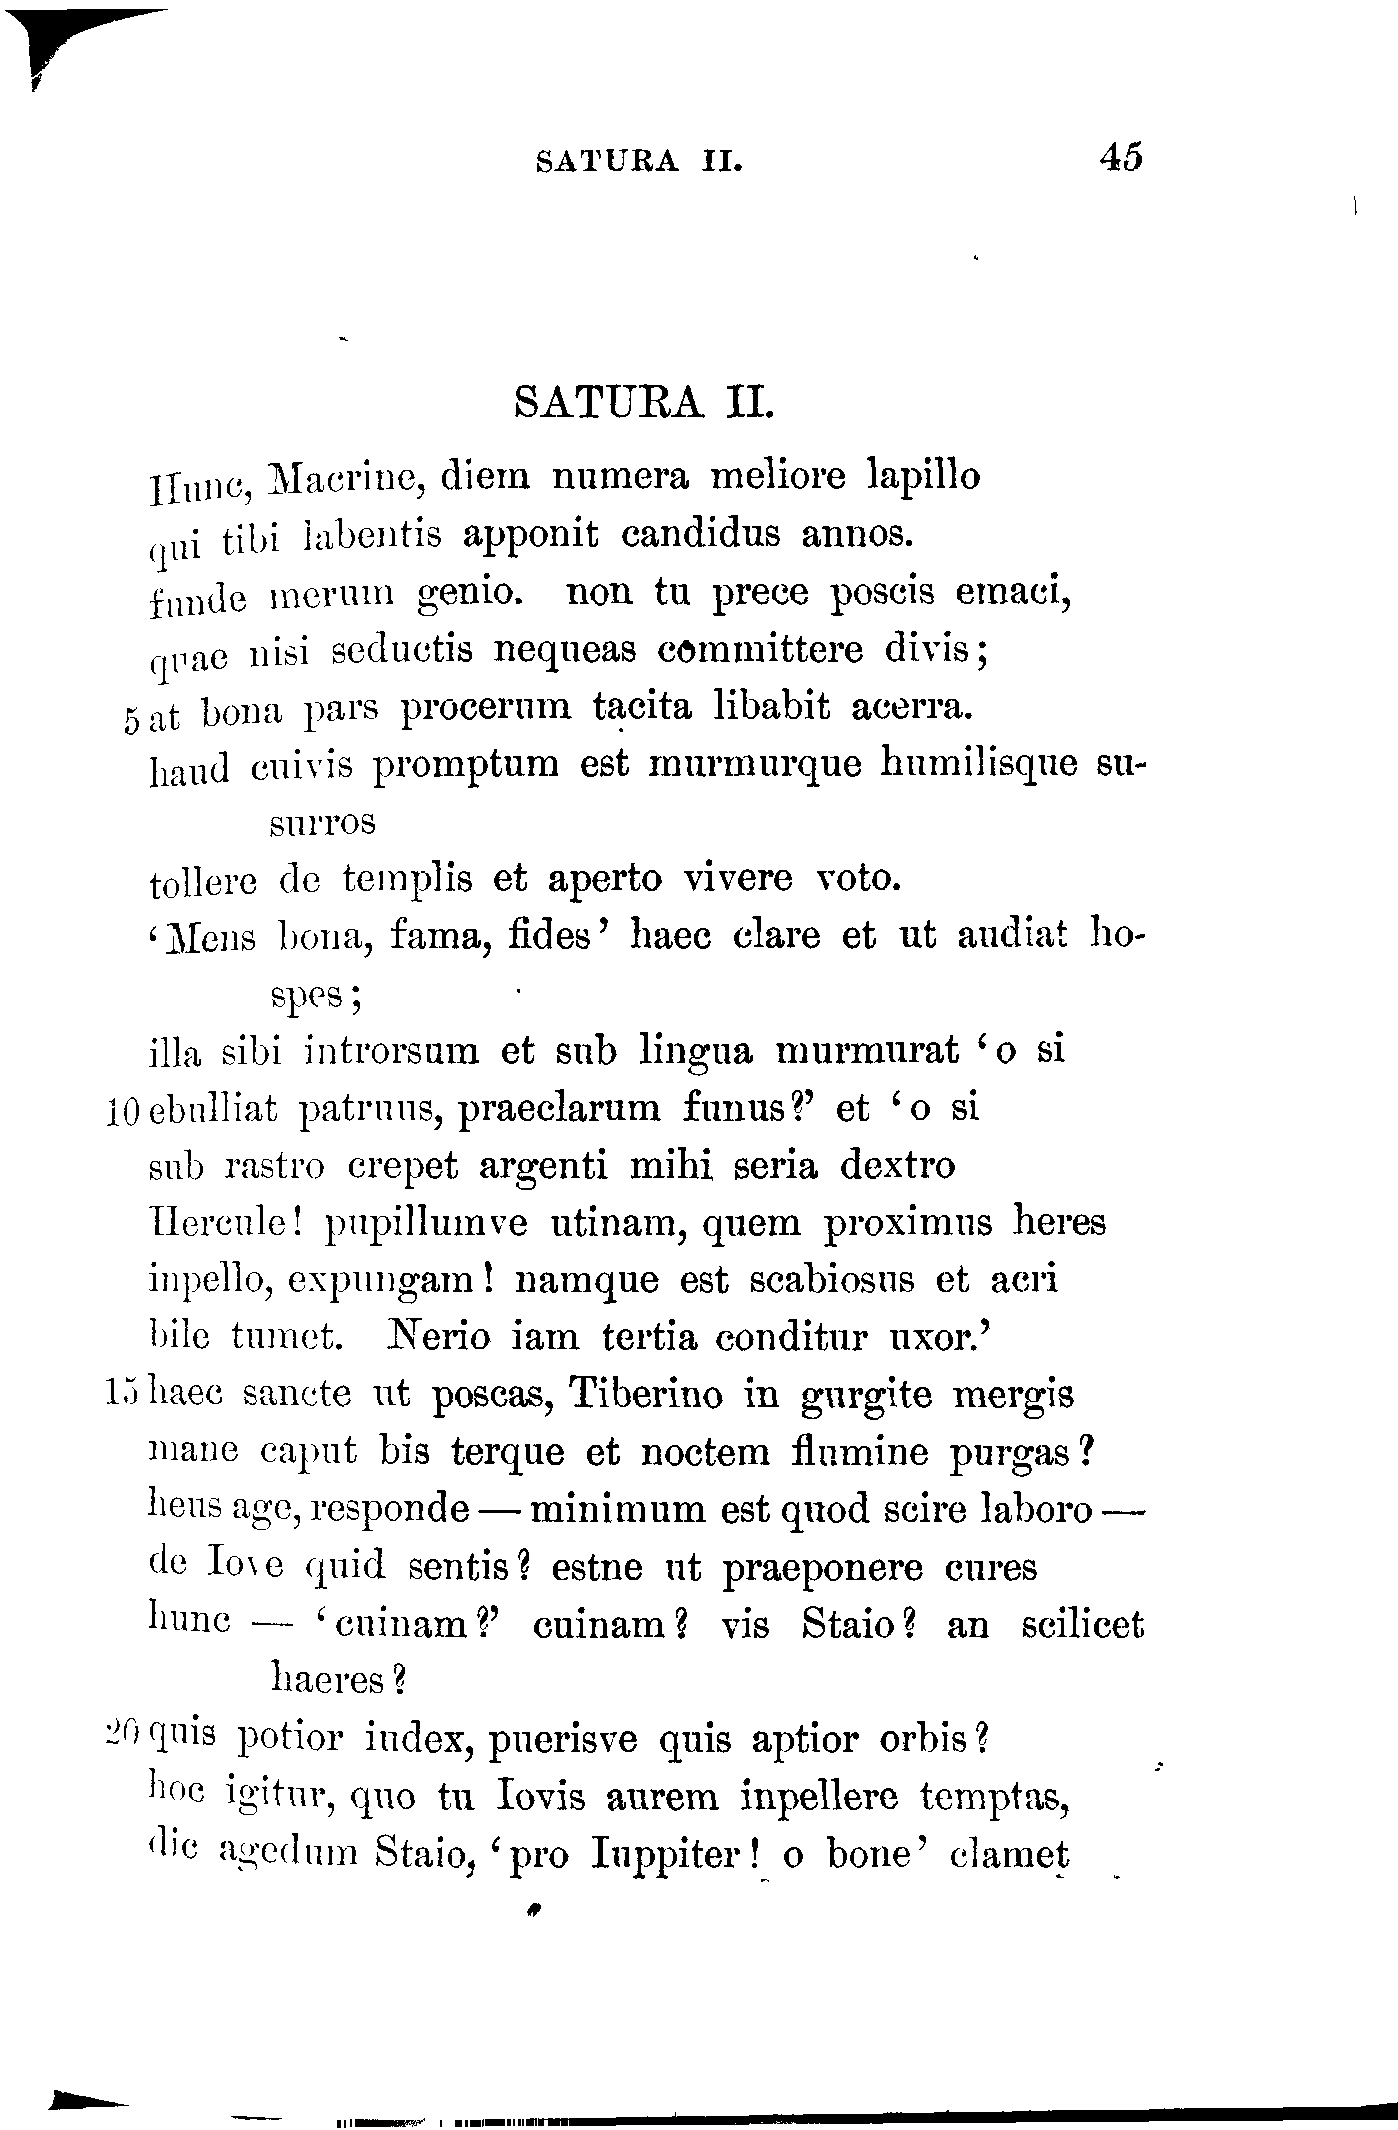 SATURA II. 45
SATURA II.
Hunc, Macrine, diem numera meliore lapillo
qui tibi labentis apponit candidus annos.
funde merum genio. non tu prece poscis emaci,
quae nisi seductis nequeas committere divis;
5 at bona pars procerum tacita libabit acerra.
haud cuivis promptum est murmurque humilisque su-
surros
tollere de templis et aperto vivere voto.
‘Mens bona, fama, fides’ haec clare et ut audiat ho-
spes;
illa sibi introrsum et sub lingua murmurat ‘o si
10 ebulliat patruus, praeclarum funus?’ et ‘o si
sub rastro crepet argenti mihi seria dextro
Hercule! pupillumve utinam, quem proximus heres
inpello, expungam! namque est scabiosus et acri
bile tumet. Nerio iam tertia conditur uxor.’
15 haec sancte ut poscas, Tiberino in gurgite mergis
mane caput bis terque et noctem flumine purgas?
heus age, responde — minimum est quod scire laboro —
de Iove quid sentis? estne ut praeponere cures
hunc — ‘cuinam?’ cuinam? vis Staio? an scilicet
haeres?
20 quis potior iudex, puerisve quis aptior orbis?
hoc igitur, quo tu Iovis aurem inpellere temptas,
dic agedum Staio, ‘pro Iuppiter! o bone’ clamet